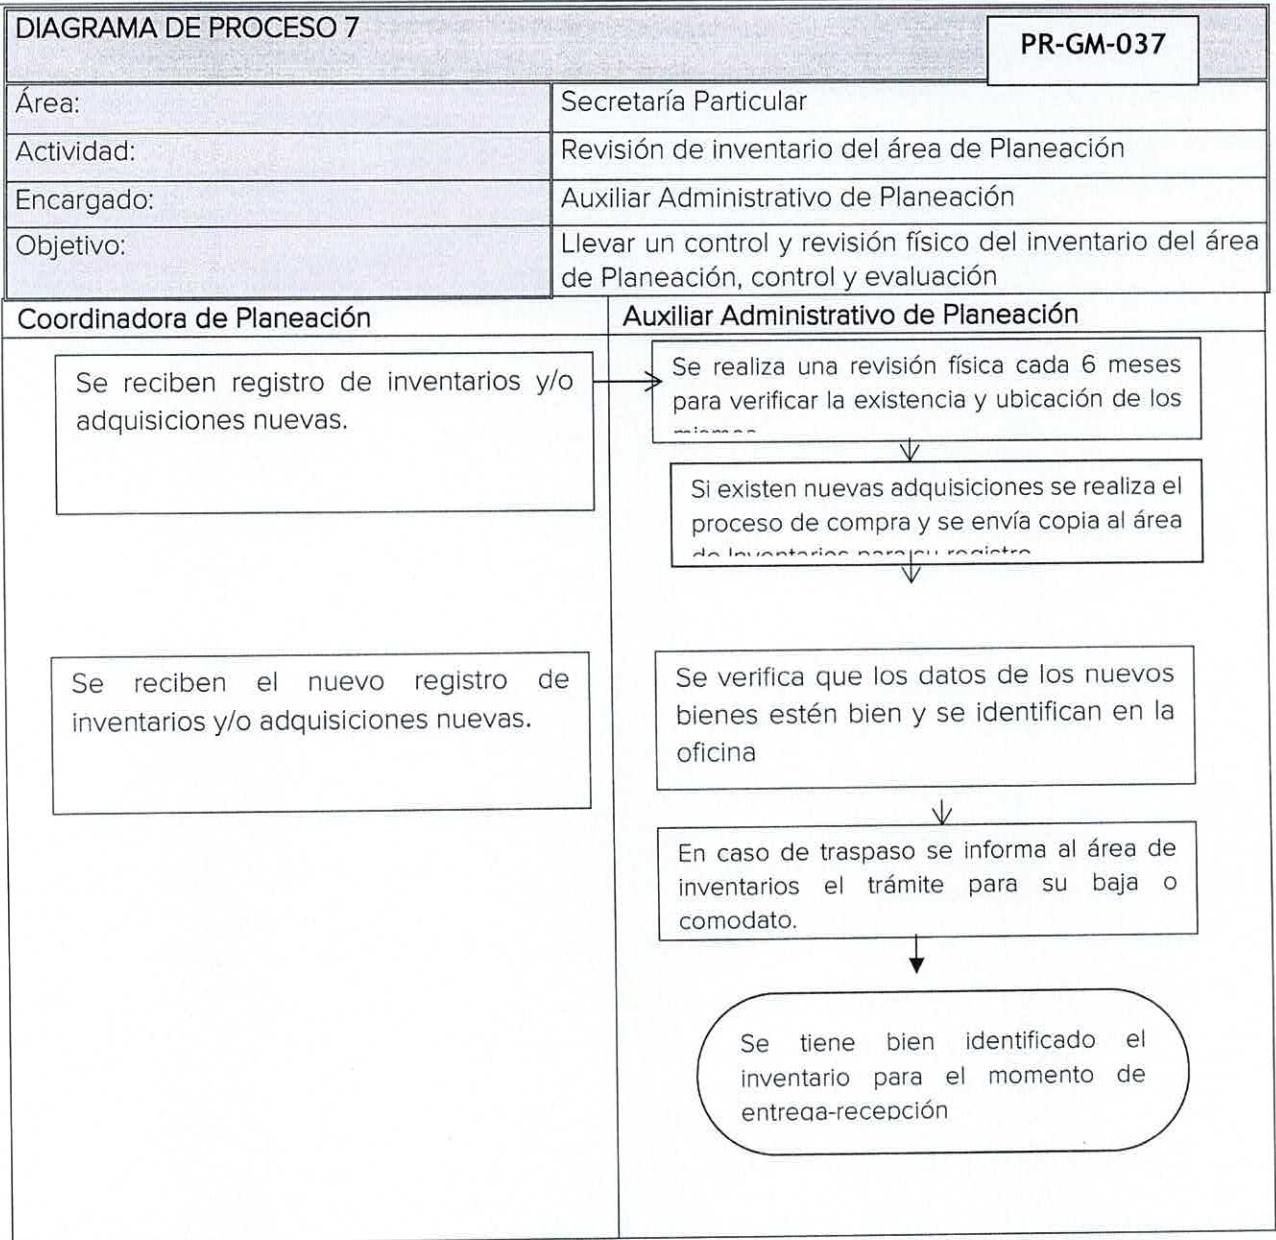 DIAGRAMA DE PROCESO 7
PR-GM-037
Área:
Secretaría Particular
Actividad:
Revisión de inventario del área de Planeación
Encargado:
Auxiliar Administrativo de Planeación
Objetivo:
Llevar un control y revisión físico del inventario del área
de Planeación, control y evaluación
Coordinadora de Planeación
Auxiliar Administrativo de Planeación
Se reciben registro de inventarios y/o
adquisiciones nuevas.
Se realiza una revisión física cada 6 meses
para verificar la existencia y ubicación de los
Si existen nuevas adquisiciones se realiza el
proceso de compra y se envía copia al área
de Inventarios para su registro
Se reciben el nuevo registro de
inventarios y/o adquisiciones nuevas.
Se verifica que los datos de los nuevos
bienes estén bien y se identifican en la
oficina
En caso de traspaso se informa al área de
inventarios el trámite para su baja o
comodato.
Se tiene bien identificado el
inventario para el momento de
entrega-recepción